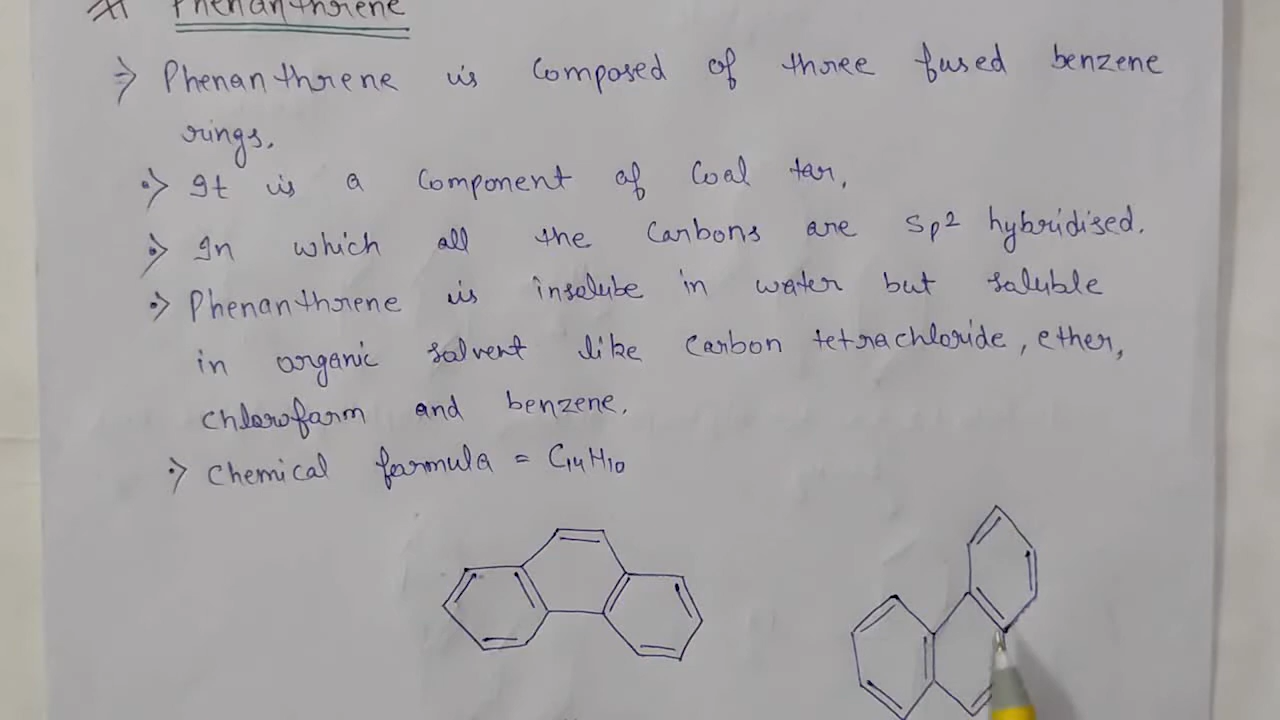 Phenanthrene
=> Phenanthrene is composed of three fused benzene
rings.
It is a component of coal tar.
In which all the carbons are sp2 hybridised.
Phenanthrene is insolube in water but soluble
in organic solvent like carbon tetrachloride, ether,
chlorofarm and benzene.
Chemical formula = C14H10